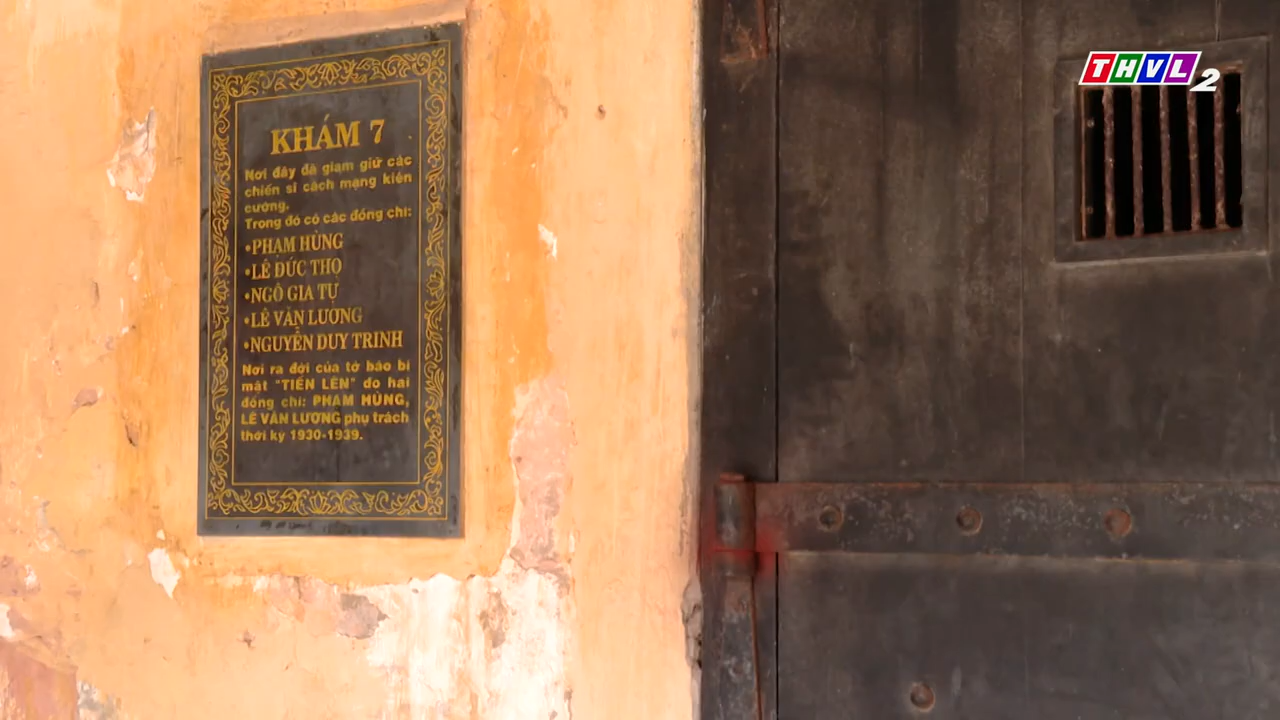 KHÁM 7
Nơi đây đã giam giữ các
chiến sĩ cách mạng kiên
cường.
Trong đó có các đồng chí:
•PHẠM HÙNG
•LÊ ĐỨC THỌ
•NGÔ GIA TỰ
•LÊ VĂN LƯƠNG
•NGUYỄN DUY TRINH
Nơi ra đời của tờ báo bí
mật "TIẾN LÊN" do hai
đồng chí: PHẠM HÙNG,
LÊ VĂN LƯƠNG phụ trách
thời kỳ 1930-1939.
THVL 2